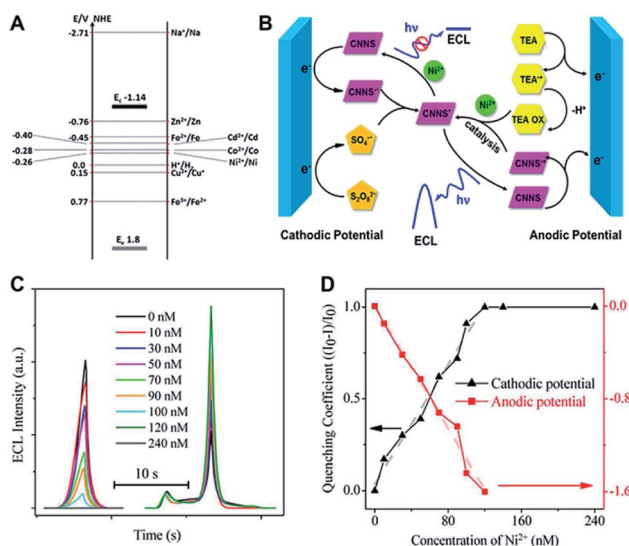 A
E/V NHE
-2.71 Na⁺/Na
E꜀ -1.14
-0.76 Zn²⁺/Zn
-0.45 Fe²⁺/Fe
-0.40 Cd²⁺/Cd
-0.28 Co²⁺/Co
-0.26 Ni²⁺/Ni
0.0 H⁺/H₂
0.15 Cu²⁺/Cu⁺
0.77 Fe³⁺/Fe²⁺
Eᵥ 1.8
B
hν
ECL
CNNS
Ni²⁺
e⁻
CNNS⁻•
CNNS*
SO₄•⁻
S₂O₈²⁻
e⁻
Cathodic Potential
hν
ECL
TEA
e⁻
TEA•⁺
Ni²⁺
-H⁺
TEA OX
catalysis
CNNS•⁺
e⁻
CNNS
Anodic Potential
C
ECL Intensity (a.u.)
0 nM
10 nM
30 nM
50 nM
70 nM
90 nM
100 nM
120 nM
240 nM
10 s
Time (s)
D
Quenching Coefficient ((I₀-I)/I₀)
1.0
0.5
0.0
Cathodic potential
Anodic potential
0.0
-0.8
-1.6
0 80 160 240
Concentration of Ni²⁺ (nM)